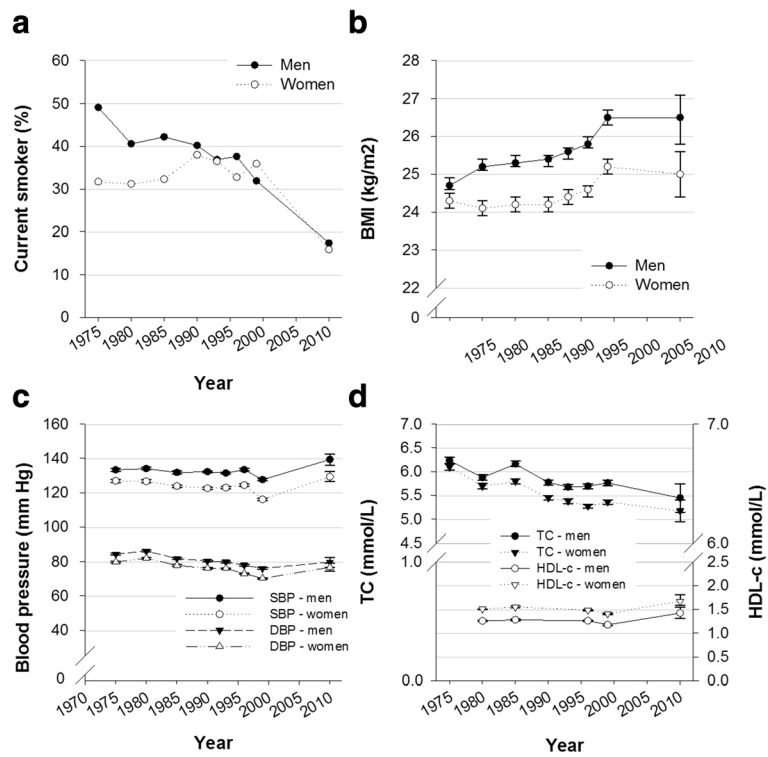 a
Current smoker (%)
60
50
40
30
20
10
0
Men
Women
1975 1980 1985 1990 1995 2000 2005 2010
Year
b
BMI (kg/m2)
28
27
26
25
24
23
22
0
Men
Women
1975 1980 1985 1990 1995 2000 2005 2010
c
Blood pressure (mm Hg)
160
140
120
100
80
60
40
0
SBP - men
SBP - women
DBP - men
DBP - women
1970 1975 1980 1985 1990 1995 2000 2005 2010
Year
d
TC (mmol/L)
7.0
6.5
6.0
5.5
5.0
4.5
1.0
0.0
TC - men
TC - women
HDL-c - men
HDL-c - women
7.0
6.0
2.5
2.0
1.5
1.0
0.5
0.0
HDL-c (mmol/L)
1975 1980 1985 1990 1995 2000 2005 2010
Year